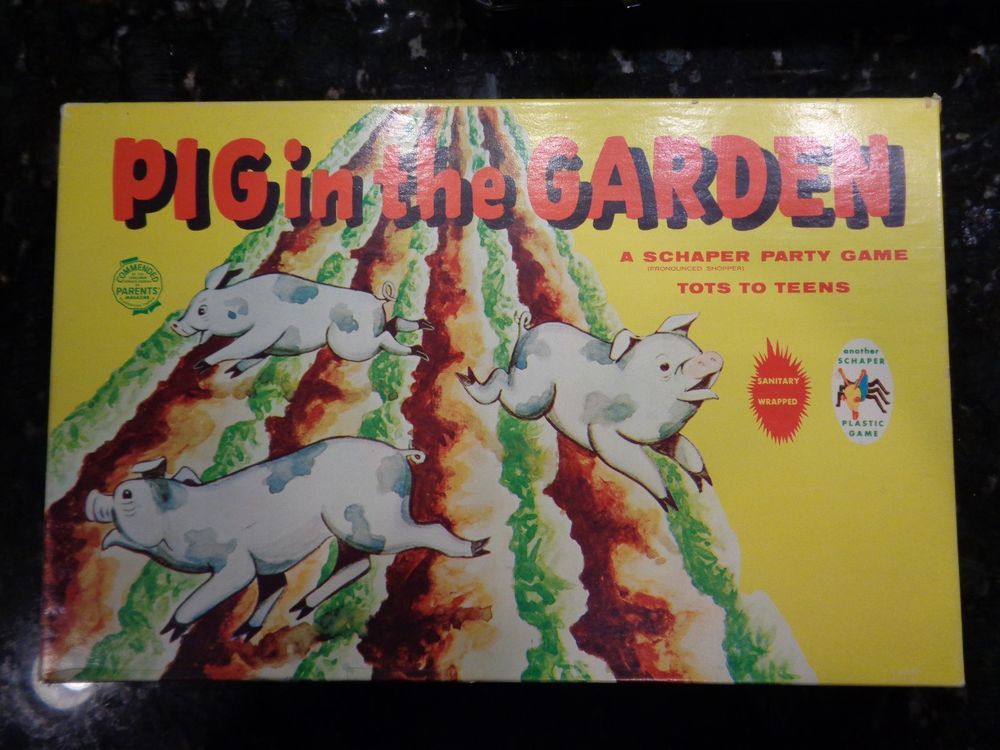 PIG in the GARDEN
A SCHAPER PARTY GAME
(PRONOUNCED SHOPPER)
TOTS TO TEENS
COMMENDED
PARENTS
MAGAZINE
SANITARY
WRAPPED
another
SCHAPER
PLASTIC
GAME